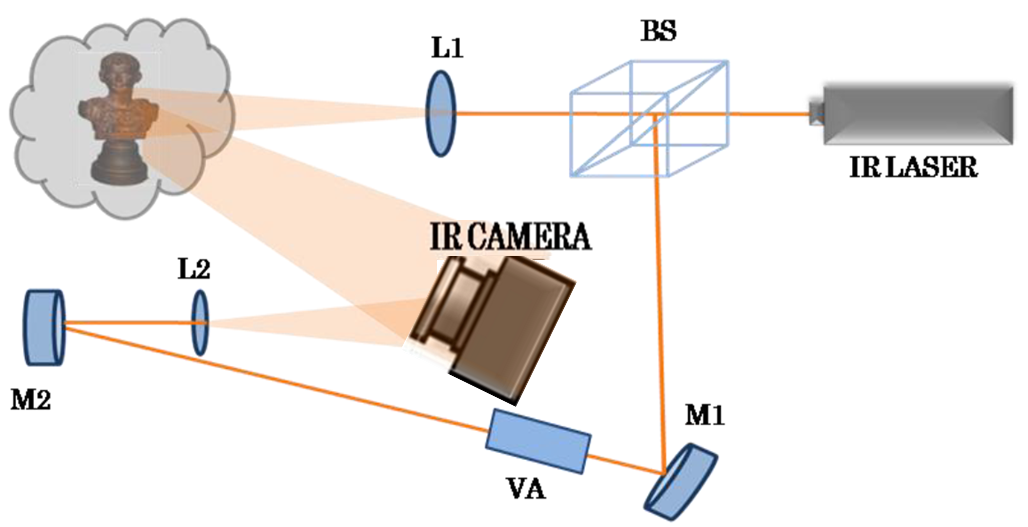 BS
L1
IR LASER
IR CAMERA
L2
M2
M1
VA